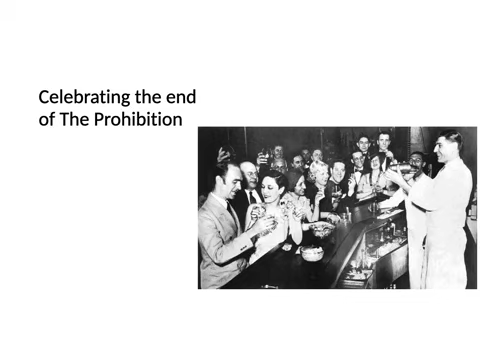 Celebrating the end
of The Prohibition